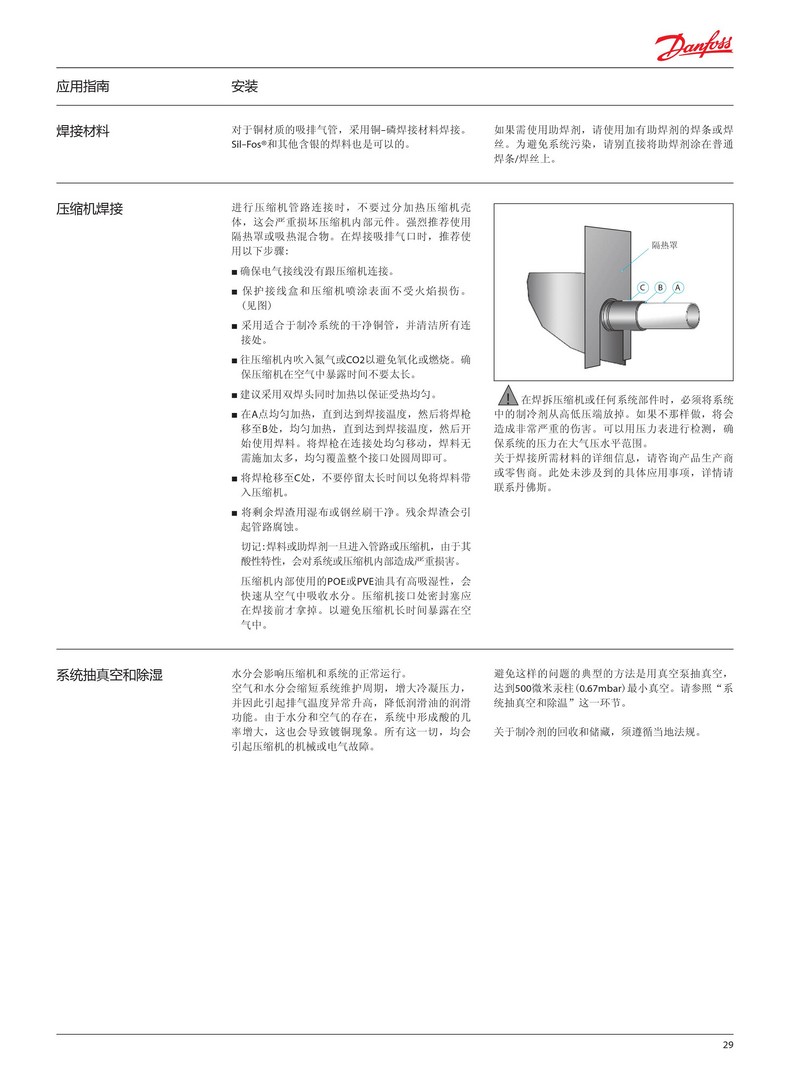 Danfoss
应用指南
安装
焊接材料
对于铜材质的吸排气管，采用铜-磷焊接材料焊接。
Sil-Fos®和其他含银的焊料也是可以的。
如果需使用助焊剂，请使用加有助焊剂的焊条或焊
丝。为避免系统污染，请别直接将助焊剂涂在普通
焊条/焊丝上。
压缩机焊接
进行压缩机管路连接时，不要过分加热压缩机壳
体，这会严重损坏压缩机内部元件。强烈推荐使用
隔热罩或吸热混合物。在焊接吸排气口时，推荐使
用以下步骤：
■ 确保电气接线没有跟压缩机连接。
■ 保护接线盒和压缩机喷涂表面不受火焰损伤。
（见图）
■ 采用适合于制冷系统的干净铜管，并清洁所有连
接处。
■ 往压缩机内吹入氮气或CO2以避免氧化或燃烧。确
保压缩机在空气中暴露时间不要太长。
■ 建议采用双焊头同时加热以保证受热均匀。
■ 在A点均匀加热，直到达到焊接温度，然后将焊枪
移至B处，均匀加热，直到达到焊接温度，然后开
始使用焊料。将焊枪在连接处均匀移动，焊料无
需施加太多，均匀覆盖整个接口处圆周即可。
■ 将焊枪移至C处，不要停留太长时间以免将焊料带
入压缩机。
■ 将剩余焊渣用湿布或钢丝刷干净。残余焊渣会引
起管路腐蚀。
切记：焊料或助焊剂一旦进入管路或压缩机，由于其
酸性特性，会对系统或压缩机内部造成严重损害。
压缩机内部使用的POE或PVE油具有高吸湿性，会
快速从空气中吸收水分。压缩机接口处密封塞应
在焊接前才拿掉。以避免压缩机长时间暴露在空
气中。
隔热罩
C B A
在焊拆压缩机或任何系统部件时，必须将系统
中的制冷剂从高低压端放掉。如果不那样做，将会
造成非常严重的伤害。可以用压力表进行检测，确
保系统的压力在大气压水平范围。
关于焊接所需材料的详细信息，请咨询产品生产商
或零售商。此处未涉及到的具体应用事项，详情请
联系丹佛斯。
系统抽真空和除湿
水分会影响压缩机和系统的正常运行。
空气和水分会缩短系统维护周期，增大冷凝压力，
并因此引起排气温度异常升高，降低润滑油的润滑
功能。由于水分和空气的存在，系统中形成酸的几
率增大，这也会导致镀铜现象。所有这一切，均会
引起压缩机的机械或电气故障。
避免这样的问题的典型的方法是用真空泵抽真空，
达到500微米汞柱（0.67mbar）最小真空。请参照“系
统抽真空和除温”这一环节。
关于制冷剂的回收和储藏，须遵循当地法规。
29